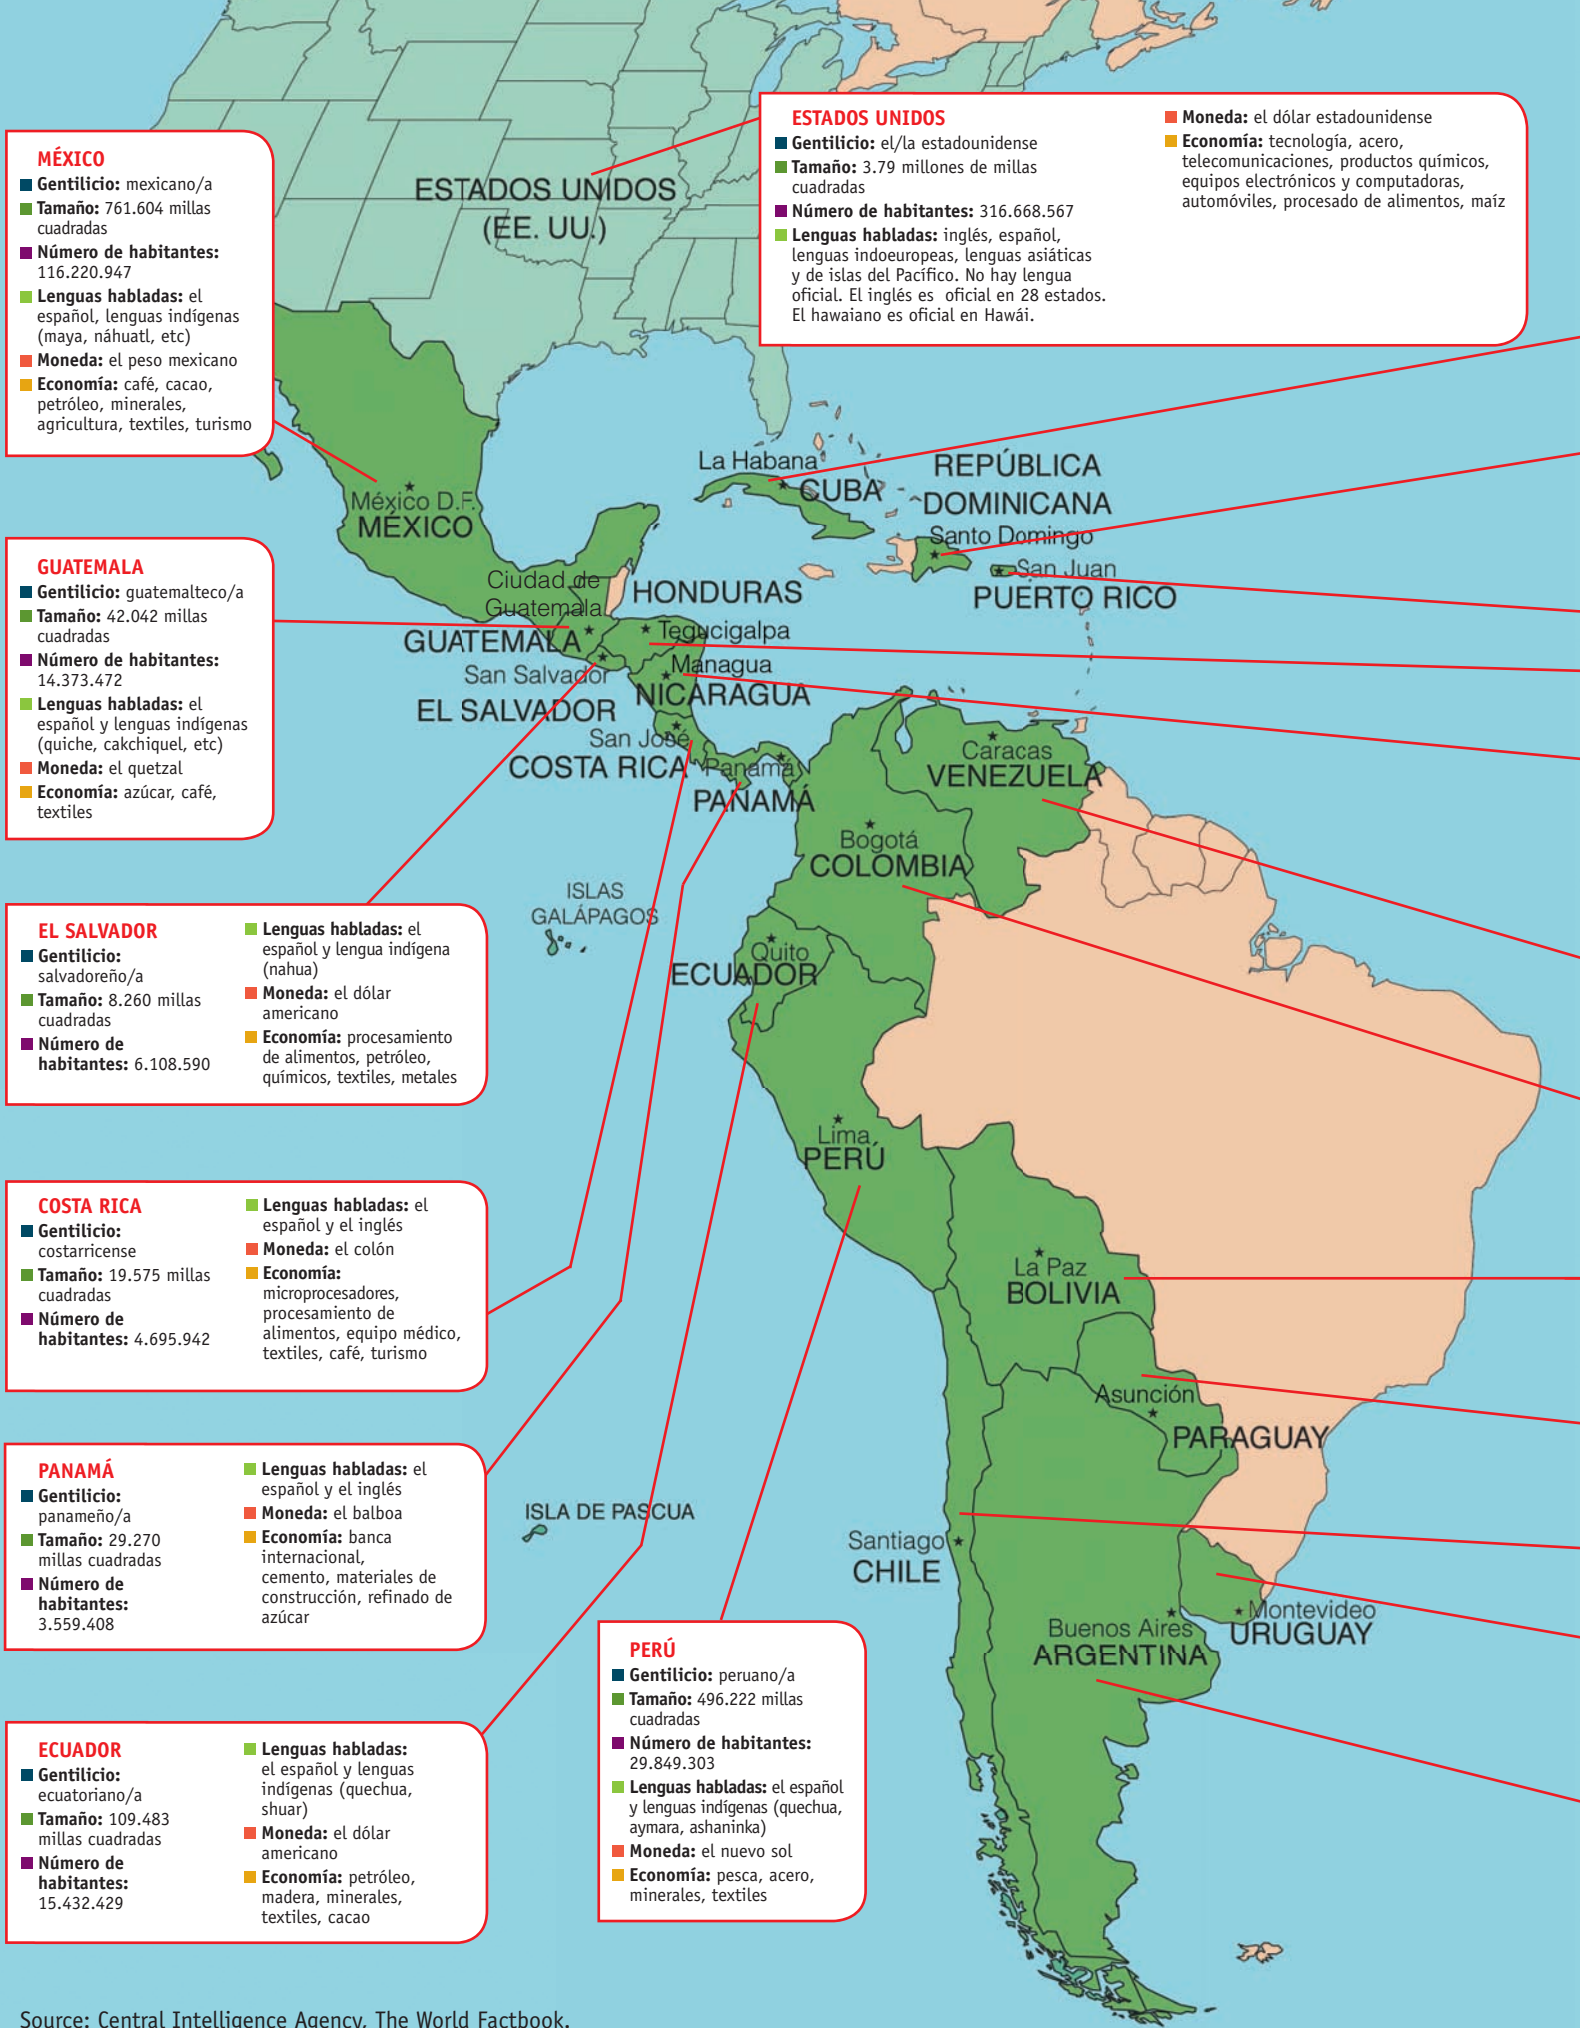 ESTADOS UNIDOS
(EE. UU.)
MÉXICO
Gentilicio: mexicano/a
Tamaño: 761.604 millas
cuadradas
Número de habitantes:
116.220.947
Lenguas habladas: el
español, lenguas indígenas
(maya, náhuatl, etc)
Moneda: el peso mexicano
Economía: café, cacao,
petróleo, minerales,
agricultura, textiles, turismo
ESTADOS UNIDOS
Gentilicio: el/la estadounidense
Tamaño: 3.79 millones de millas
cuadradas
Número de habitantes: 316.668.567
Lenguas habladas: inglés, español,
lenguas indoeuropeas, lenguas asiáticas
y de islas del Pacífico. No hay lengua
oficial. El inglés es oficial en 28 estados.
El hawaiano es oficial en Hawái.
Moneda: el dólar estadounidense
Economía: tecnología, acero,
telecomunicaciones, productos químicos,
equipos electrónicos y computadoras,
automóviles, procesado de alimentos, maíz
La Habana
CUBA
REPÚBLICA
DOMINICANA
Santo Domingo
San Juan
PUERTO RICO
México D.F.
MÉXICO
Ciudad de
Guatemala
GUATEMALA
HONDURAS
Tegucigalpa
San Salvador
EL SALVADOR
Managua
NICARAGUA
San José
COSTA RICA
Panamá
PANAMÁ
Caracas
VENEZUELA
Bogotá
COLOMBIA
ISLAS
GALÁPAGOS
Quito
ECUADOR
Lima
PERÚ
La Paz
BOLIVIA
Asunción
PARAGUAY
ISLA DE PASCUA
Santiago
CHILE
Buenos Aires
ARGENTINA
Montevideo
URUGUAY
GUATEMALA
Gentilicio: guatemalteco/a
Tamaño: 42.042 millas
cuadradas
Número de habitantes:
14.373.472
Lenguas habladas: el
español y lenguas indígenas
(quiche, cakchiquel, etc)
Moneda: el quetzal
Economía: azúcar, café,
textiles
EL SALVADOR
Gentilicio:
salvadoreño/a
Tamaño: 8.260 millas
cuadradas
Número de
habitantes: 6.108.590
Lenguas habladas: el
español y lengua indígena
(nahua)
Moneda: el dólar
americano
Economía: procesamiento
de alimentos, petróleo,
químicos, textiles, metales
COSTA RICA
Gentilicio:
costarricense
Tamaño: 19.575 millas
cuadradas
Número de
habitantes: 4.695.942
Lenguas habladas: el
español y el inglés
Moneda: el colón
Economía:
microprocesadores,
procesamiento de
alimentos, equipo médico,
textiles, café, turismo
PANAMÁ
Gentilicio:
panameño/a
Tamaño: 29.270
millas cuadradas
Número de
habitantes:
3.559.408
Lenguas habladas: el
español y el inglés
Moneda: el balboa
Economía: banca
internacional,
cemento, materiales de
construcción, refinado de
azúcar
ECUADOR
Gentilicio:
ecuatoriano/a
Tamaño: 109.483
millas cuadradas
Número de
habitantes:
15.432.429
Lenguas habladas:
el español y lenguas
indígenas (quechua,
shuar)
Moneda: el dólar
americano
Economía: petróleo,
madera, minerales,
textiles, cacao
PERÚ
Gentilicio: peruano/a
Tamaño: 496.222 millas
cuadradas
Número de habitantes:
29.849.303
Lenguas habladas: el español
y lenguas indígenas (quechua,
aymara, ashaninka)
Moneda: el nuevo sol
Economía: pesca, acero,
minerales, textiles
Source: Central Intelligence Agency, The World Factbook.